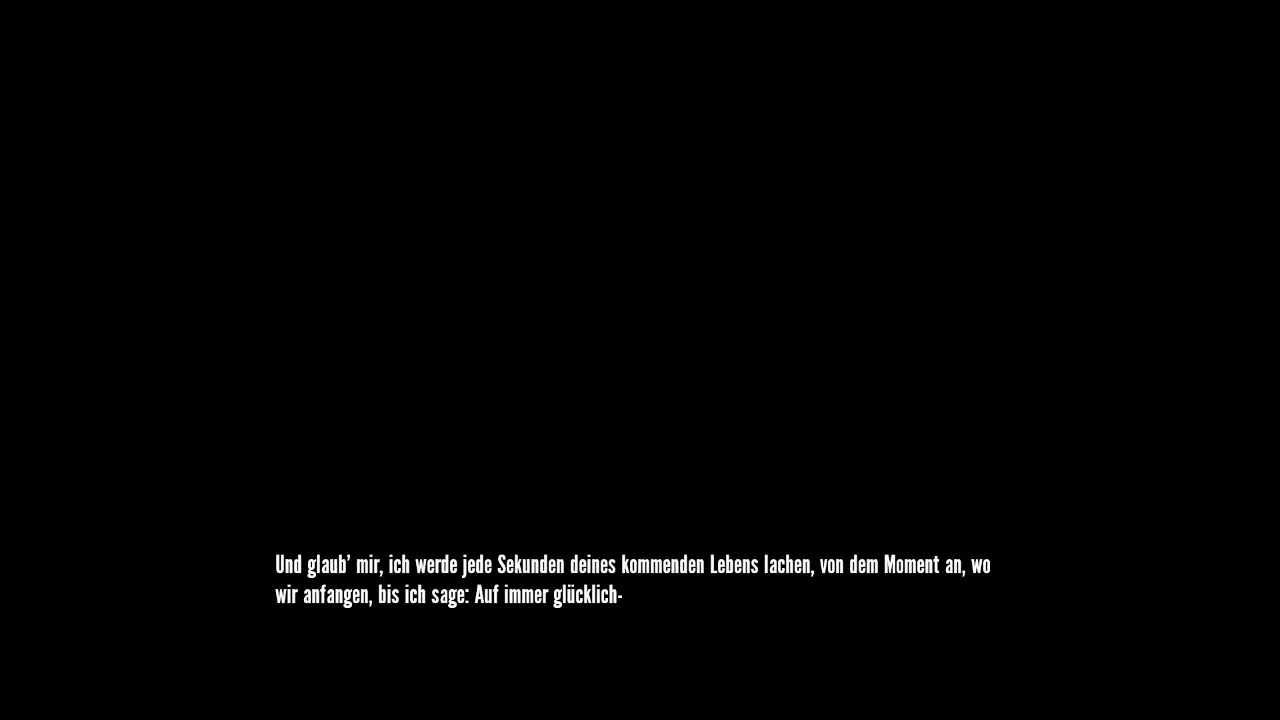 Und glaub' mir, ich werde jede Sekunden deines kommenden Lebens lachen, von dem Moment an, wo
wir anfangen, bis ich sage: Auf immer glücklich-